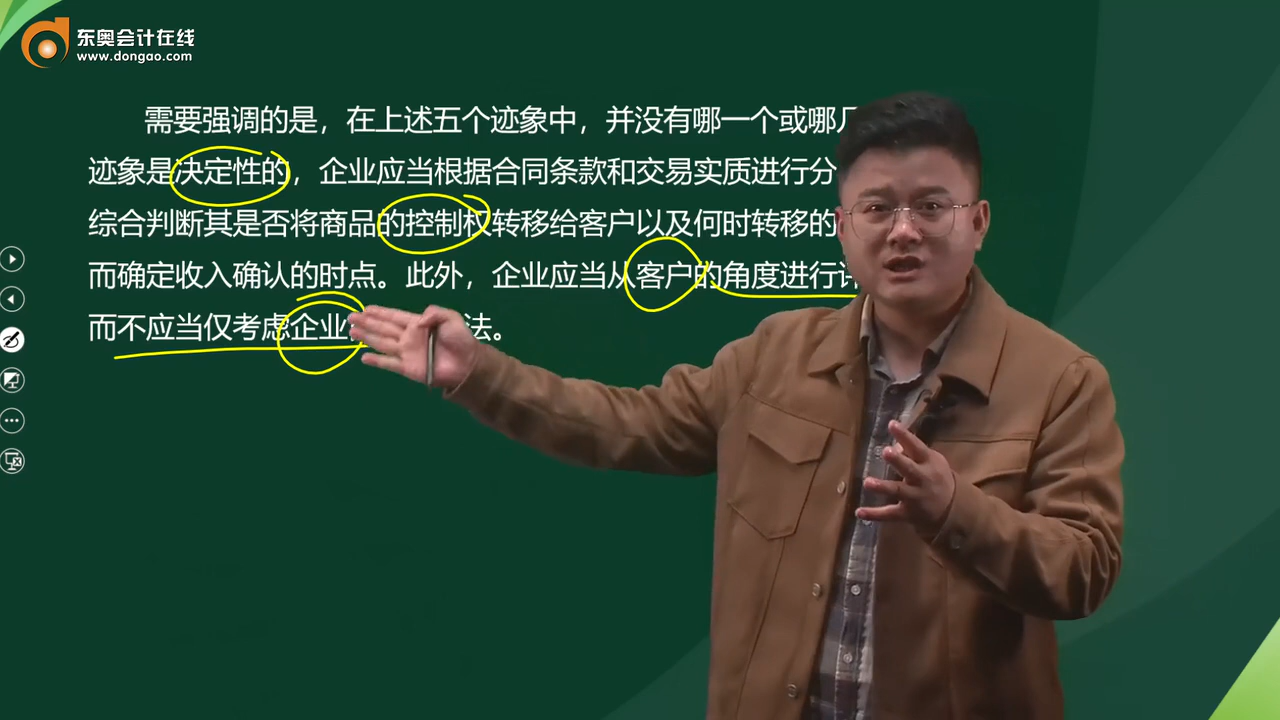 东奥会计在线
www.dongao.com
需要强调的是，在上述五个迹象中，并没有哪一个或哪几
迹象是决定性的，企业应当根据合同条款和交易实质进行分
综合判断其是否将商品的控制权转移给客户以及何时转移的
而确定收入确认的时点。此外，企业应当从客户的角度进行评
而不应当仅考虑企业 法。